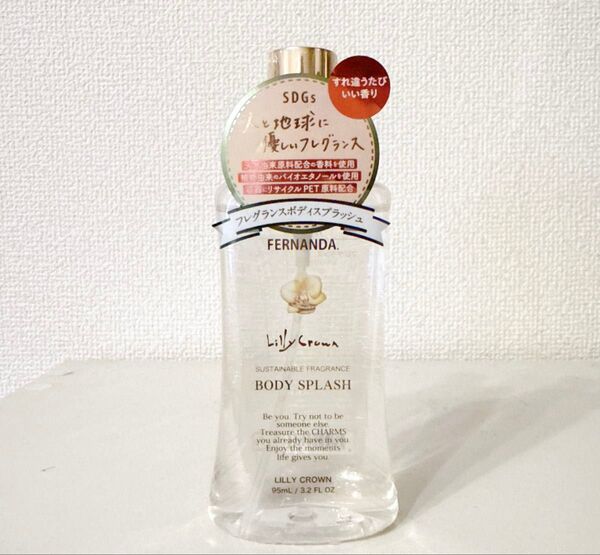 すれ違うたび
いい香り
SDGs
人と地球に
優しいフレグランス
由来原料配合の香料を使用
植物由来のバイオエタノールを使用
リサイクルPET原料配合
フレグランスボディスプラッシュ
FERNANDA.
Lilly Crown
SUSTAINABLE FRAGRANCE
BODY SPLASH
Be you. Try not to be
someone else
Treasure the CHARMS
you already have in you.
Enjoy the moments
life gives you
LILLY CROWN
95mL / 3.2 FL OZ.